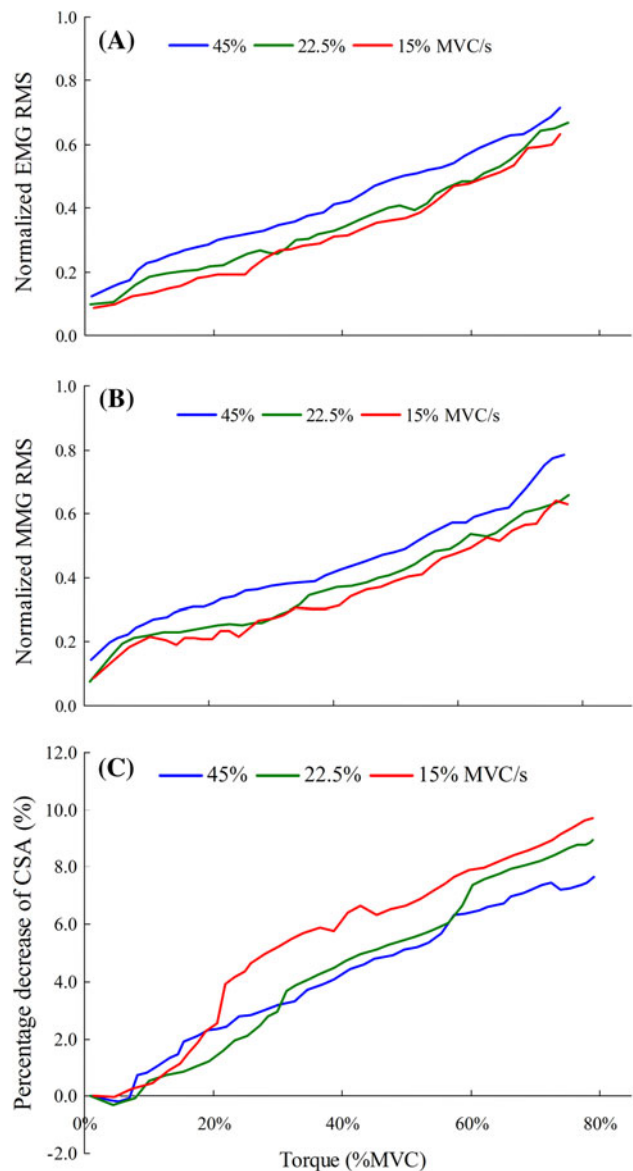 (A)
45% 22.5% 15% MVC/s
Normalized EMG RMS
1.0
0.8
0.6
0.4
0.2
0.0
(B)
45% 22.5% 15% MVC/s
Normalized MMG RMS
1.0
0.8
0.6
0.4
0.2
0.0
(C)
45% 22.5% 15% MVC/s
Percentage decrease of CSA (%)
12.0
10.0
8.0
6.0
4.0
2.0
0.0
-2.0
0% 20% 40% 60% 80%
Torque (%MVC)